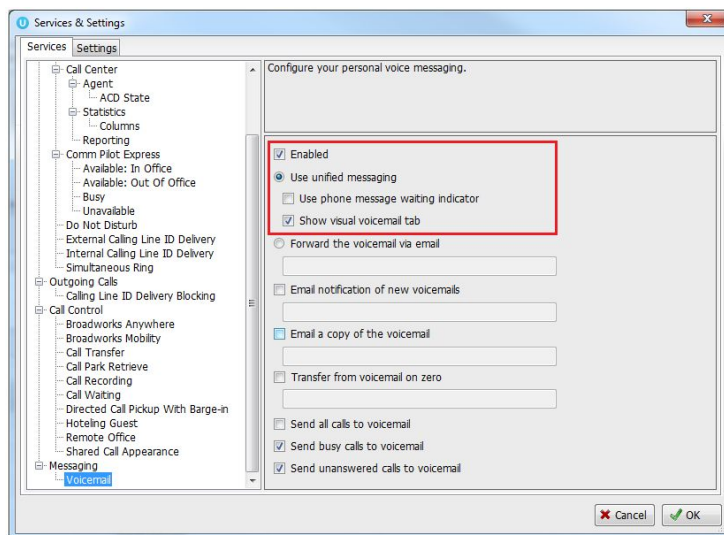 Services & Settings
Services
Settings
Call Center
Agent
ACD State
Statistics
Columns
Reporting
Comm Pilot Express
Available: In Office
Available: Out Of Office
Busy
Unavailable
Do Not Disturb
External Calling Line ID Delivery
Internal Calling Line ID Delivery
Simultaneous Ring
Outgoing Calls
Calling Line ID Delivery Blocking
Call Control
Broadworks Anywhere
Broadworks Mobility
Call Transfer
Call Park Retrieve
Call Recording
Call Waiting
Directed Call Pickup With Barge-in
Hoteling Guest
Remote Office
Shared Call Appearance
Messaging
Voicemail
Configure your personal voice messaging.
Enabled
Use unified messaging
Use phone message waiting indicator
Show visual voicemail tab
Forward the voicemail via email
Email notification of new voicemails
Email a copy of the voicemail
Transfer from voicemail on zero
Send all calls to voicemail
Send busy calls to voicemail
Send unanswered calls to voicemail
Cancel
OK